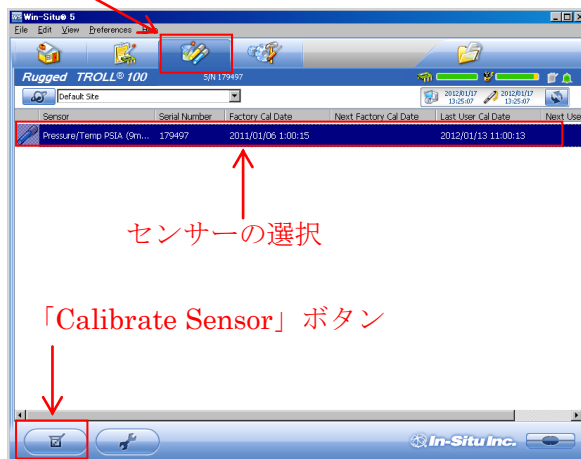 Win-Situ® 5
File Edit View Preferences Help
Rugged TROLL® 100 S/N 179497
Default Site 2012/01/17 13:25:07 2012/01/17 13:25:07
Sensor Serial Number Factory Cal Date Next Factory Cal Date Last User Cal Date Next Use
Pressure/Temp PSIA (9m... 179497 2011/01/06 1:00:15 2012/01/13 11:00:13
センサーの選択
「Calibrate Sensor」ボタン
In-Situ Inc.